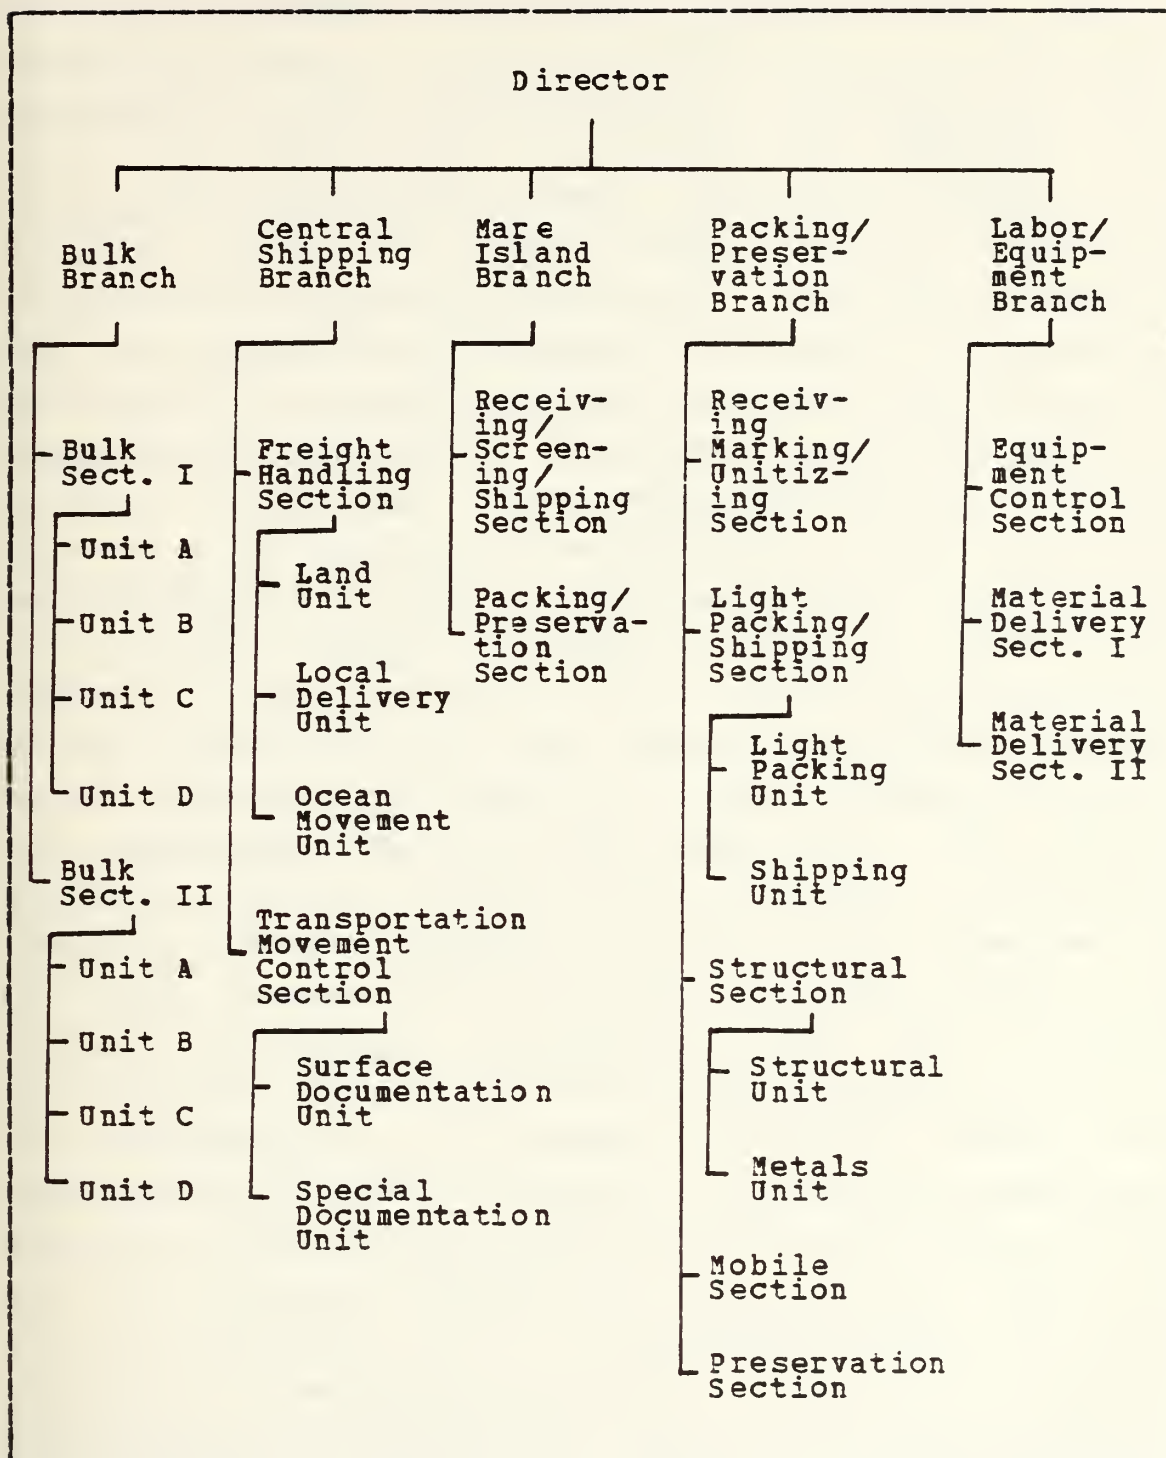 Director
Bulk
Branch
Central
Shipping
Branch
Mare
Island
Branch
Packing/
Preser-
vation
Branch
Labor/
Equip-
ment
Branch
Bulk
Sect. I
Unit A
Unit B
Unit C
Unit D
Bulk
Sect. II
Unit A
Unit B
Unit C
Unit D
Freight
Handling
Section
Land
Unit
Local
Delivery
Unit
Ocean
Movement
Unit
Transportation
Movement
Control
Section
Surface
Documentation
Unit
Special
Documentation
Unit
Receiv-
ing/
Screen-
ing/
Shipping
Section
Packing/
Preserva-
tion
Section
Receiv-
ing
Marking/
Unitiz-
ing
Section
Light
Packing/
Shipping
Section
Light
Packing
Unit
Shipping
Unit
Structural
Section
Structural
Unit
Metals
Unit
Mobile
Section
Preservation
Section
Equip-
ment
Control
Section
Material
Delivery
Sect. I
Material
Delivery
Sect. II